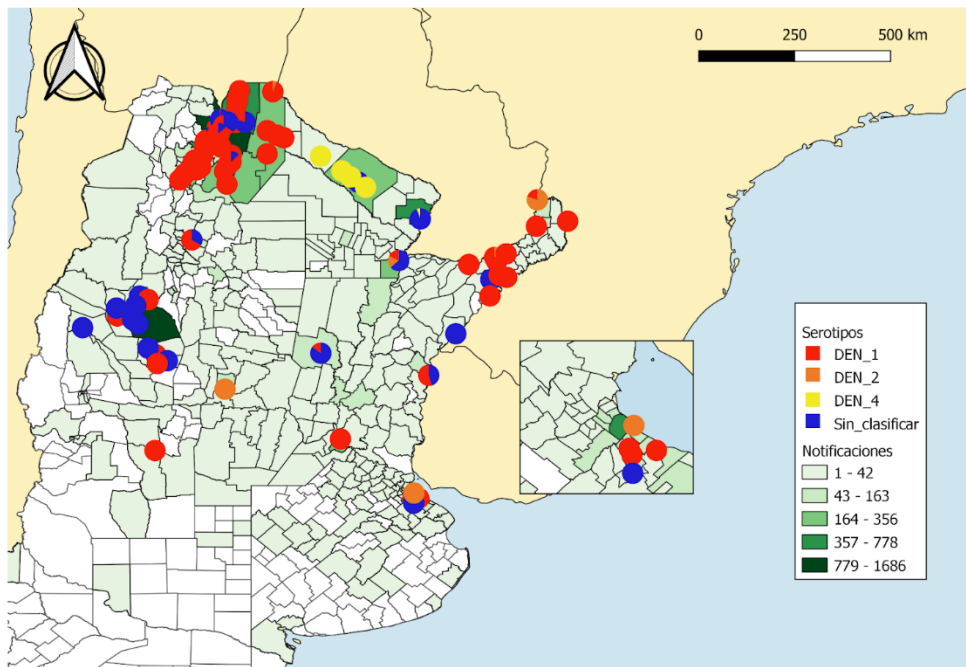 0 250 500 km
Serotipos
DEN_1
DEN_2
DEN_4
Sin_clasificar
Notificaciones
1 - 42
43 - 163
164 - 356
357 - 778
779 - 1686